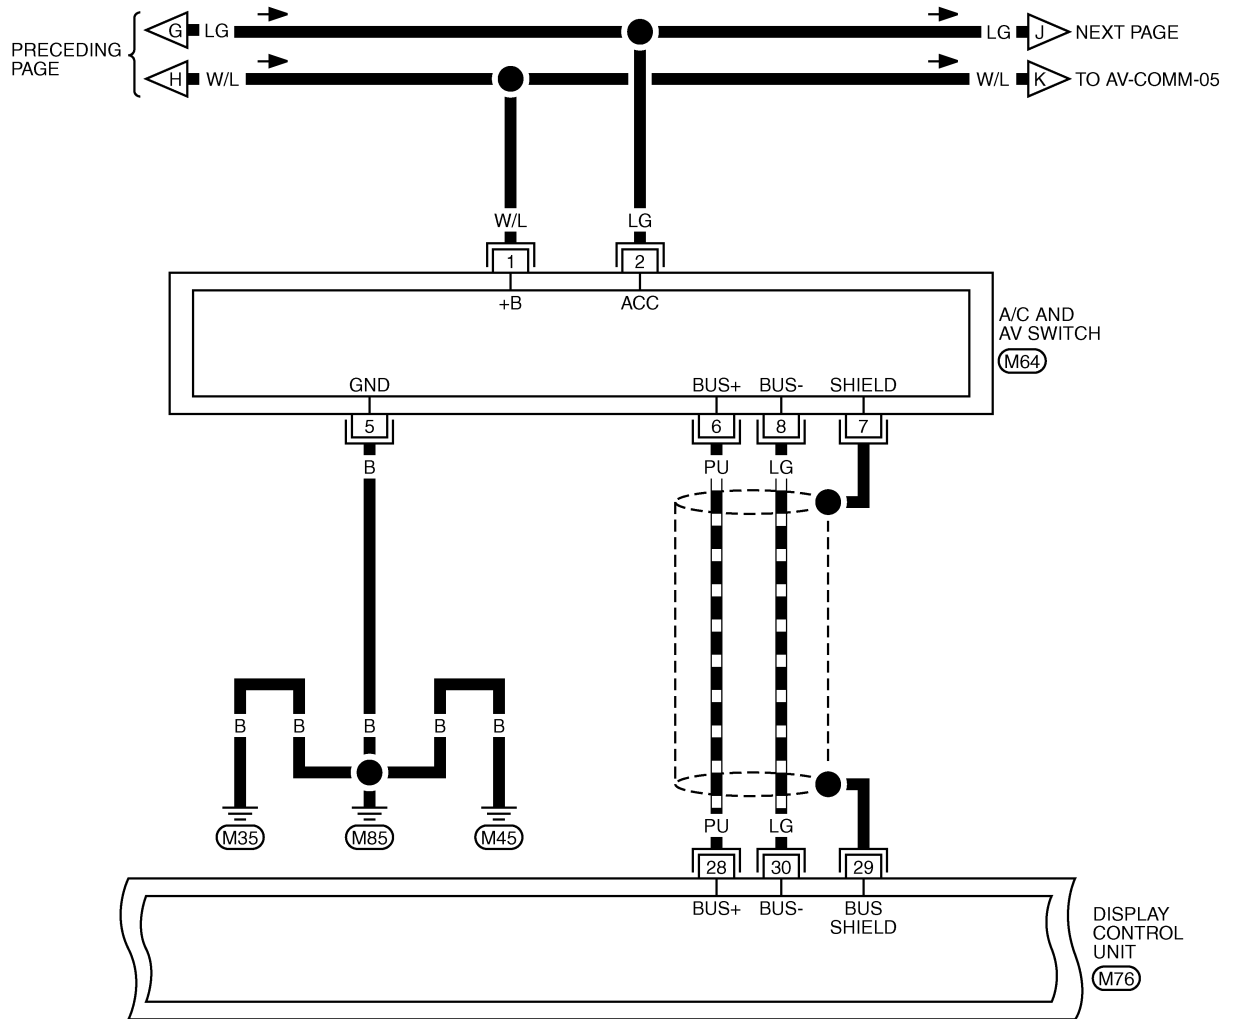 PRECEDING
PAGE
G LG LG J NEXT PAGE
H W/L W/L K TO AV-COMM-05
W/L LG
1 2
+B ACC
A/C AND
AV SWITCH
M64
GND BUS+ BUS- SHIELD
5 6 8 7
B PU LG
B B B B B
M35 M85 M45
PU LG
28 30 29
BUS+ BUS- BUS
SHIELD
DISPLAY
CONTROL
UNIT
M76